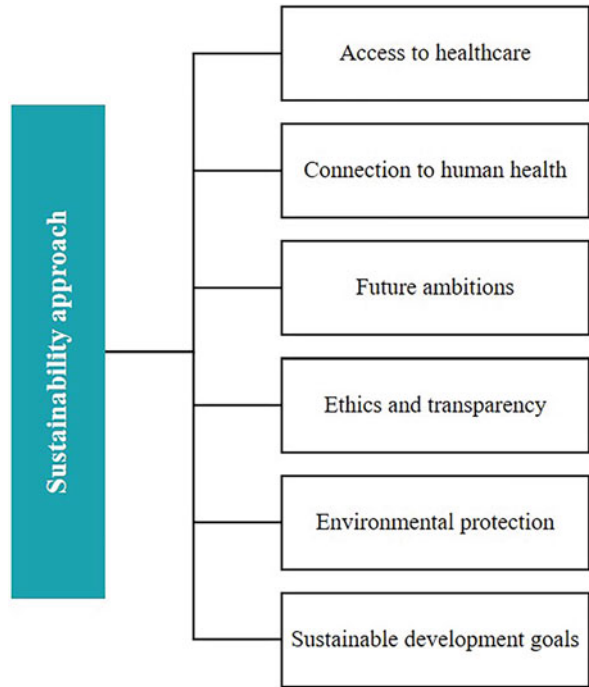 Sustainability approach
Access to healthcare
Connection to human health
Future ambitions
Ethics and transparency
Environmental protection
Sustainable development goals